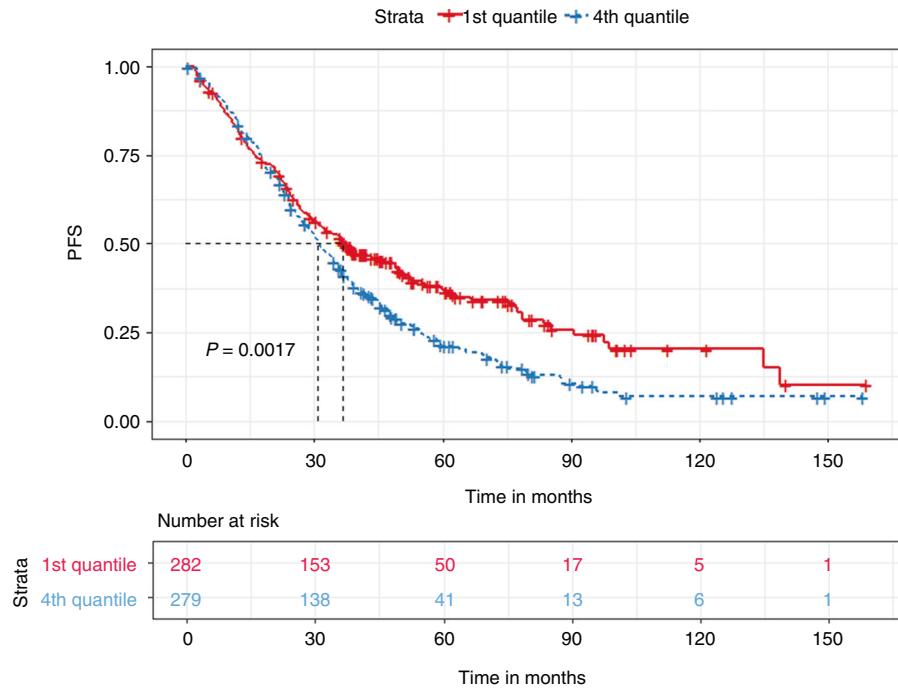 Strata 1st quantile 4th quantile
1.00
0.75
0.50
0.25
0.00
PFS
P = 0.0017
0 30 60 90 120 150
Time in months
Number at risk
Strata
1st quantile 282 153 50 17 5 1
4th quantile 279 138 41 13 6 1
0 30 60 90 120 150
Time in months